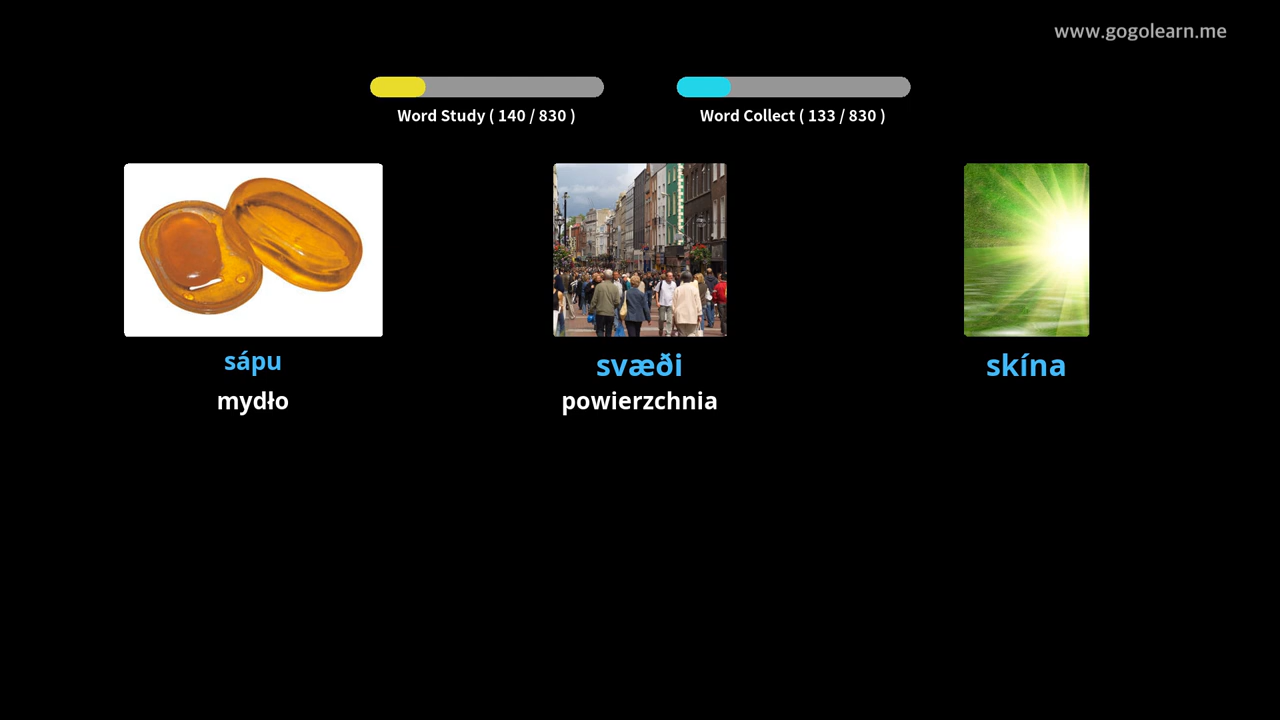 www.gogolearn.me
Word Study ( 140 / 830 )
Word Collect ( 133 / 830 )
sápu
mydło
svæði
powierzchnia
skína